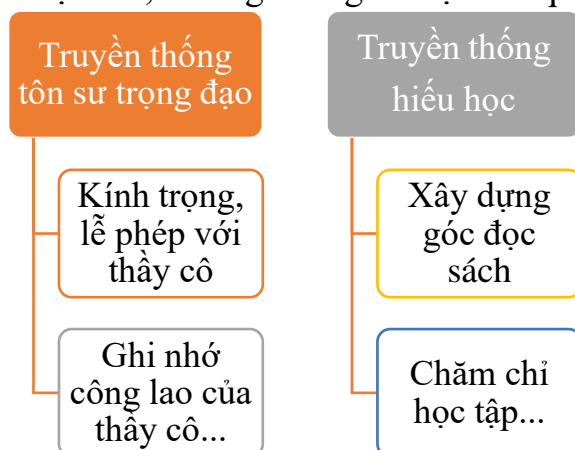 Truyền thống
tôn sư trọng đạo
Kính trọng,
lễ phép với
thầy cô
Ghi nhớ
công lao của
thầy cô...
Truyền thống
hiếu học
Xây dựng
góc đọc
sách
Chăm chỉ
học tập...